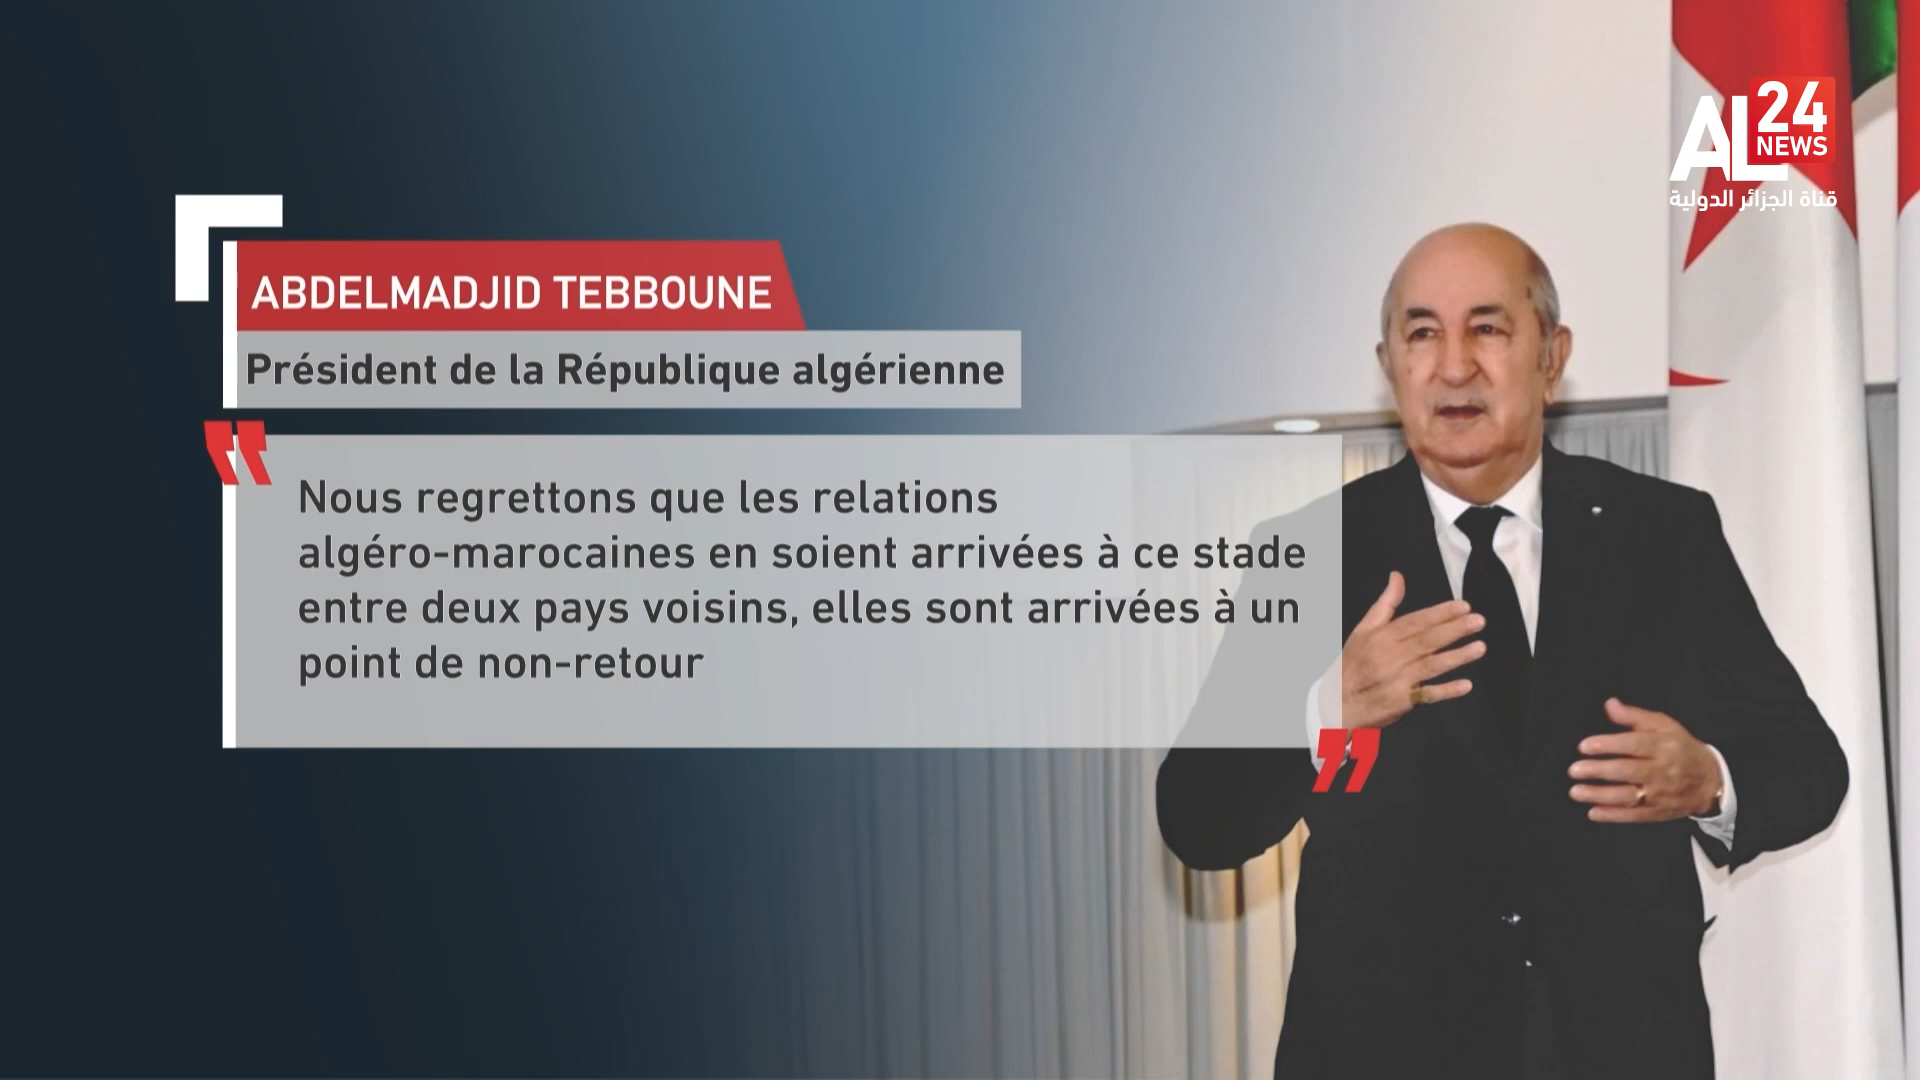 AL 24
NEWS
قناة الجزائر الدولية
ABDELMADJID TEBBOUNE
Président de la République algérienne
"
Nous regrettons que les relations
algéro-marocaines en soient arrivées à ce stade
entre deux pays voisins, elles sont arrivées à un
point de non-retour
"